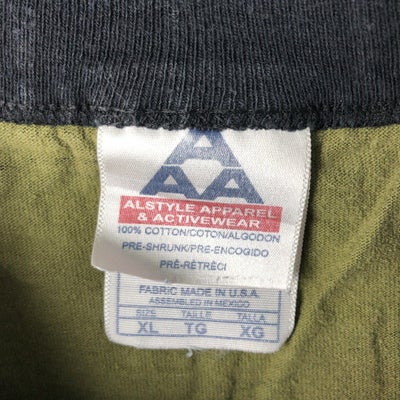 A
A A
ALSTYLE APPAREL
& ACTIVEWEAR
100% COTTON/COTON/ALGODON
PRE-SHRUNK/PRE-ENCOGIDO
PRÉ-RÉTRÉCI
FABRIC MADE IN U.S.A.
ASSEMBLED IN MEXICO
SIZE TAILLE TALLA
XL TG XG